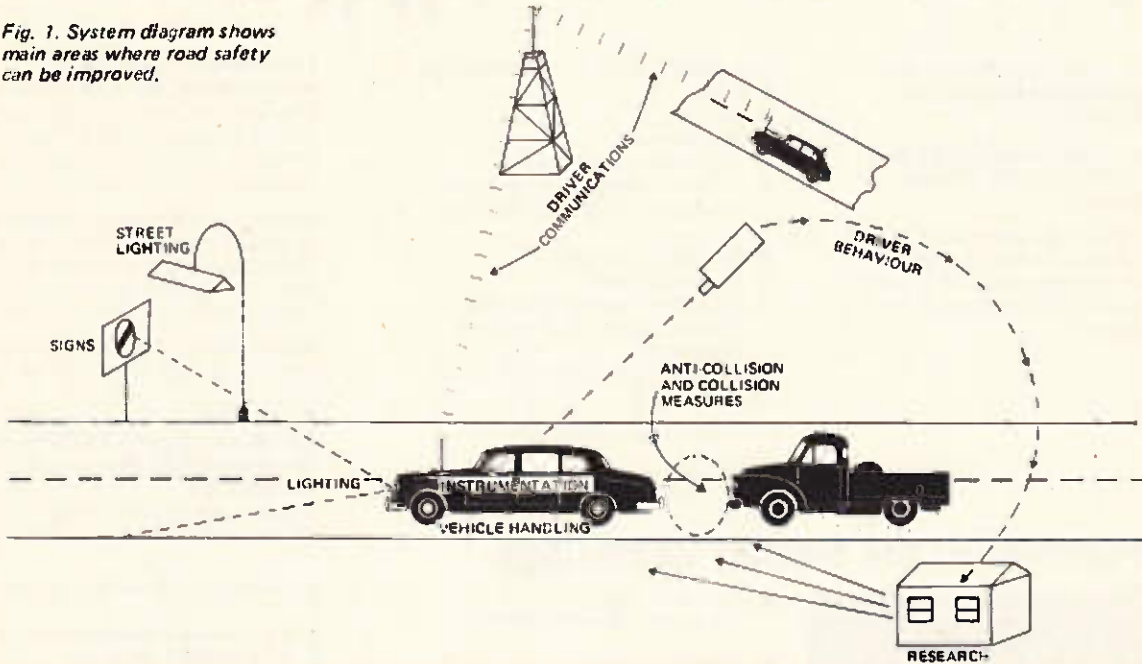 Fig. 1. System diagram shows
main areas where road safety
can be improved.
DRIVER
COMMUNICATIONS
DRIVER
BEHAVIOUR
STREET
LIGHTING
SIGNS
ANTI-COLLISION
AND COLLISION
MEASURES
LIGHTING
INSTRUMENTATION
VEHICLE HANDLING
RESEARCH